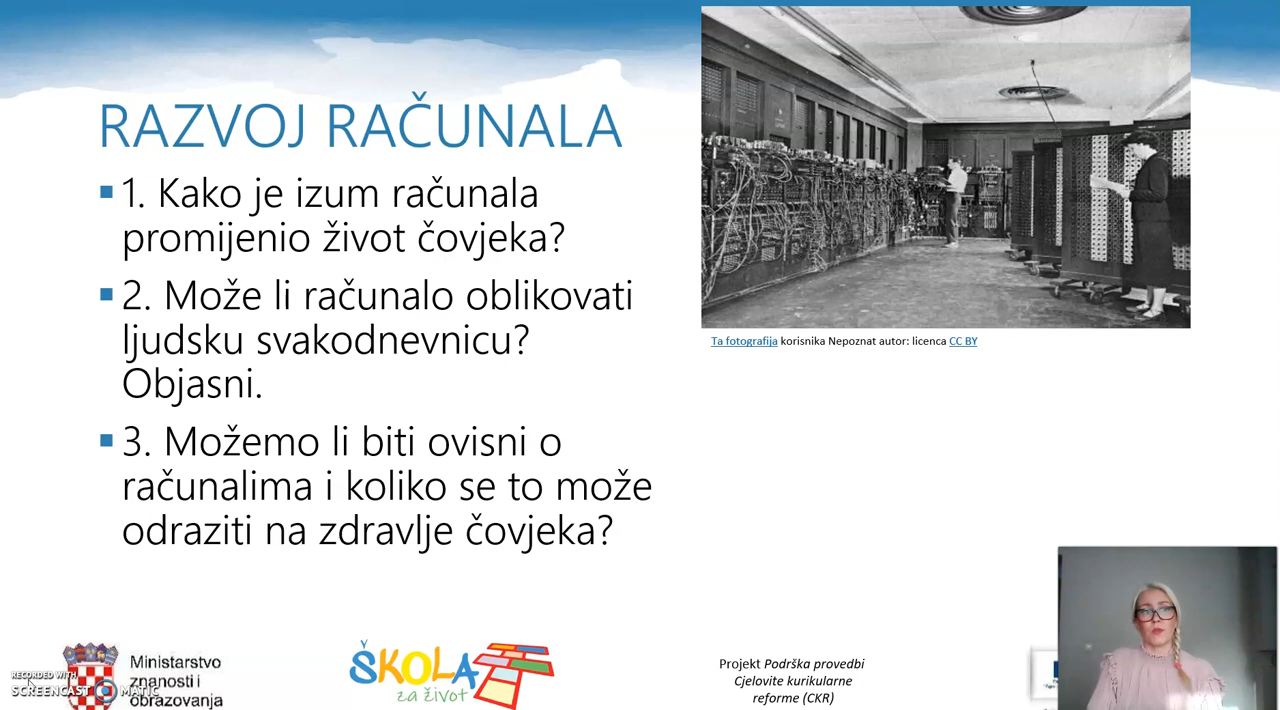 RAZVOJ RAČUNALA
1. Kako je izum računala
promijenio život čovjeka?
2. Može li računalo oblikovati
ljudsku svakodnevnicu?
Objasni.
3. Možemo li biti ovisni o
računalima i koliko se to može
odraziti na zdravlje čovjeka?
Ta fotografija korisnika Nepoznat autor: licenca CC BY
Ministarstvo
znanosti i
obrazovanja
RECORDED WITH
SCREENCAST MATIC
ŠKOLA
za život
Projekt Podrška provedbi
Cjelovite kurikularne
reforme (CKR)